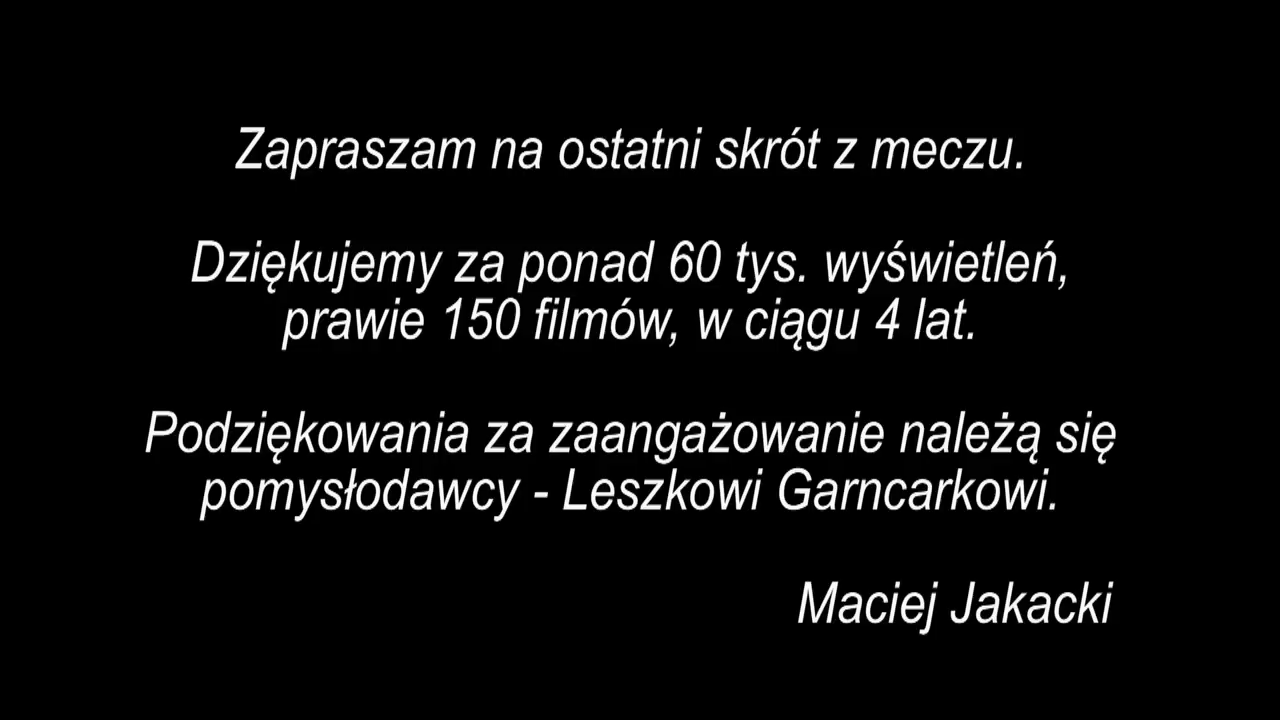 Zapraszam na ostatni skrót z meczu.
Dziękujemy za ponad 60 tys. wyświetleń,
prawie 150 filmów, w ciągu 4 lat.
Podziękowania za zaangażowanie należą się
pomysłodawcy - Leszkowi Garncarkowi.
Maciej Jakacki